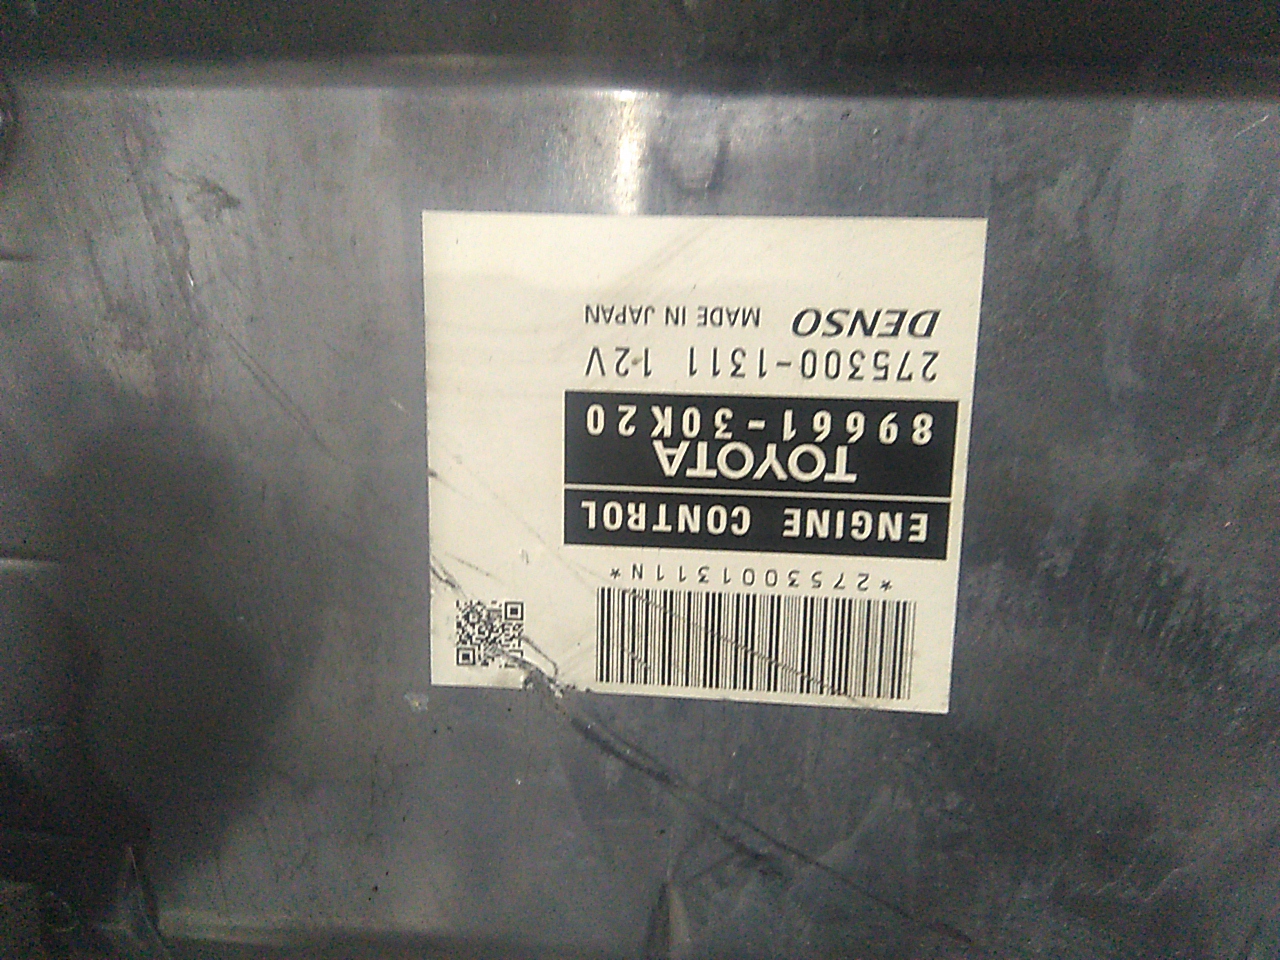 *2753001311N*
ENGINE CONTROL
TOYOTA
89661-30K20
275300-1311 12V
DENSO MADE IN JAPAN